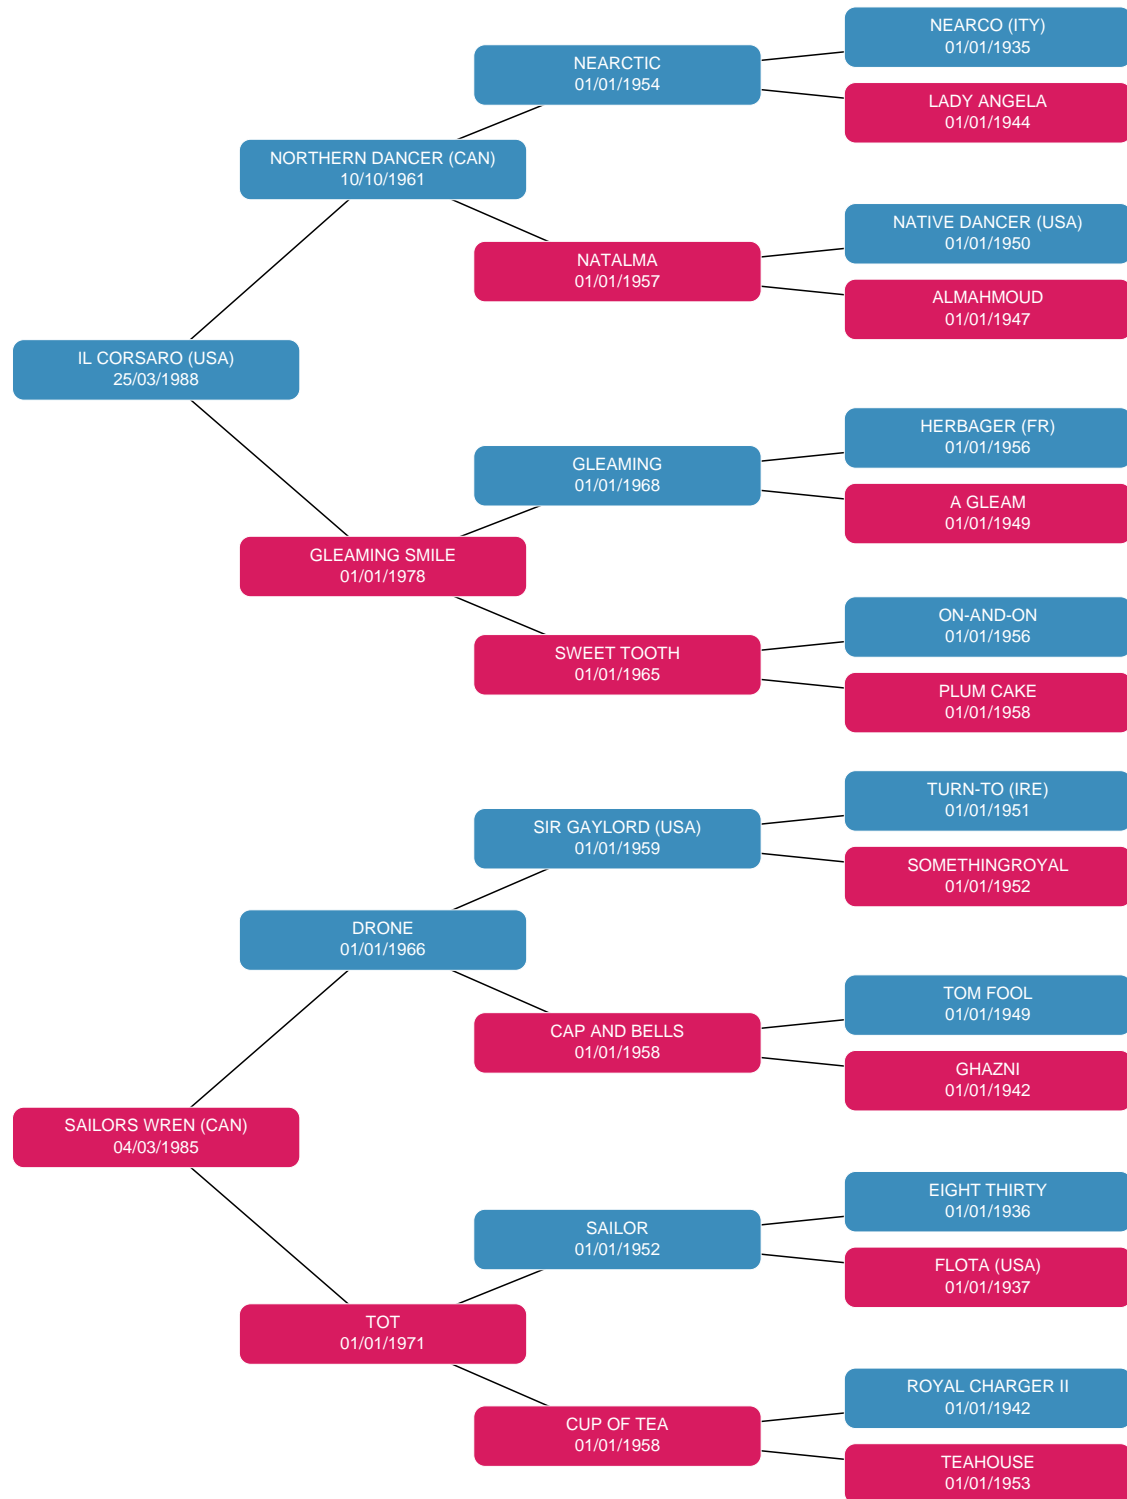 NEARCO (ITY)
01/01/1935
NEARCTIC
01/01/1954
LADY ANGELA
01/01/1944
NORTHERN DANCER (CAN)
10/10/1961
NATIVE DANCER (USA)
01/01/1950
NATALMA
01/01/1957
ALMAHMOUD
01/01/1947
IL CORSARO (USA)
25/03/1988
HERBAGER (FR)
01/01/1956
GLEAMING
01/01/1968
A GLEAM
01/01/1949
GLEAMING SMILE
01/01/1978
ON-AND-ON
01/01/1956
SWEET TOOTH
01/01/1965
PLUM CAKE
01/01/1958
TURN-TO (IRE)
01/01/1951
SIR GAYLORD (USA)
01/01/1959
SOMETHINGROYAL
01/01/1952
DRONE
01/01/1966
TOM FOOL
01/01/1949
CAP AND BELLS
01/01/1958
GHAZNI
01/01/1942
SAILORS WREN (CAN)
04/03/1985
EIGHT THIRTY
01/01/1936
SAILOR
01/01/1952
FLOTA (USA)
01/01/1937
TOT
01/01/1971
ROYAL CHARGER II
01/01/1942
CUP OF TEA
01/01/1958
TEAHOUSE
01/01/1953